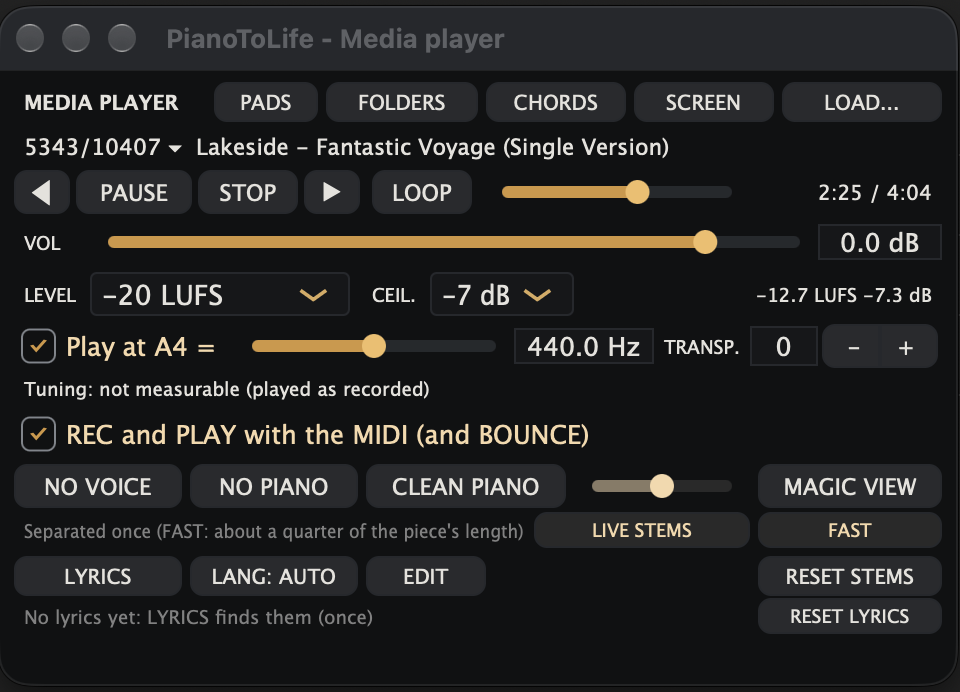 PianoToLife - Media player
MEDIA PLAYER PADS FOLDERS CHORDS SCREEN LOAD...
5343/10407 Lakeside – Fantastic Voyage (Single Version)
PAUSE STOP LOOP 2:25 / 4:04
VOL 0.0 dB
LEVEL -20 LUFS CEIL. -7 dB -12.7 LUFS -7.3 dB
Play at A4 = 440.0 Hz TRANSP. 0 - +
Tuning: not measurable (played as recorded)
REC and PLAY with the MIDI (and BOUNCE)
NO VOICE NO PIANO CLEAN PIANO MAGIC VIEW
Separated once (FAST: about a quarter of the piece's length) LIVE STEMS FAST
LYRICS LANG: AUTO EDIT RESET STEMS
No lyrics yet: LYRICS finds them (once) RESET LYRICS